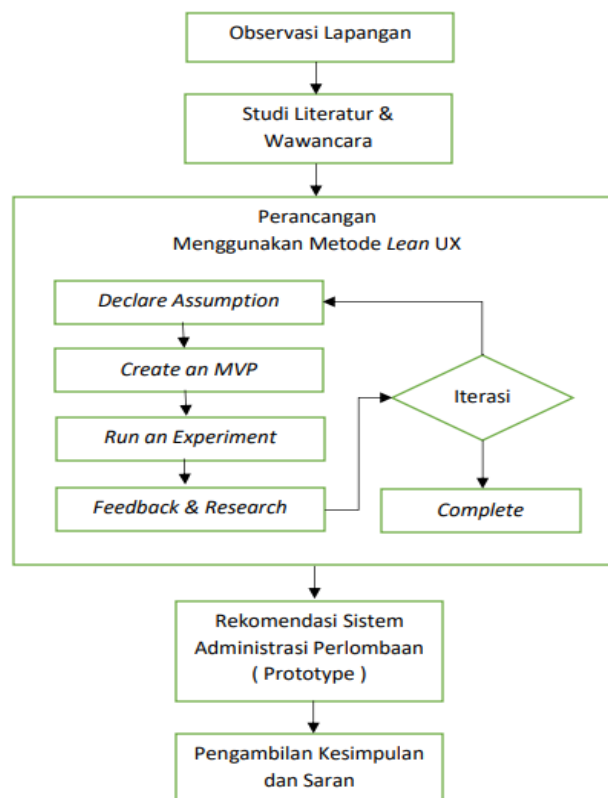 Observasi Lapangan
Studi Literatur &
Wawancara
Perancangan
Menggunakan Metode Lean UX
Declare Assumption
Create an MVP
Run an Experiment
Feedback & Research
Iterasi
Complete
Rekomendasi Sistem
Administrasi Perlombaan
( Prototype )
Pengambilan Kesimpulan
dan Saran